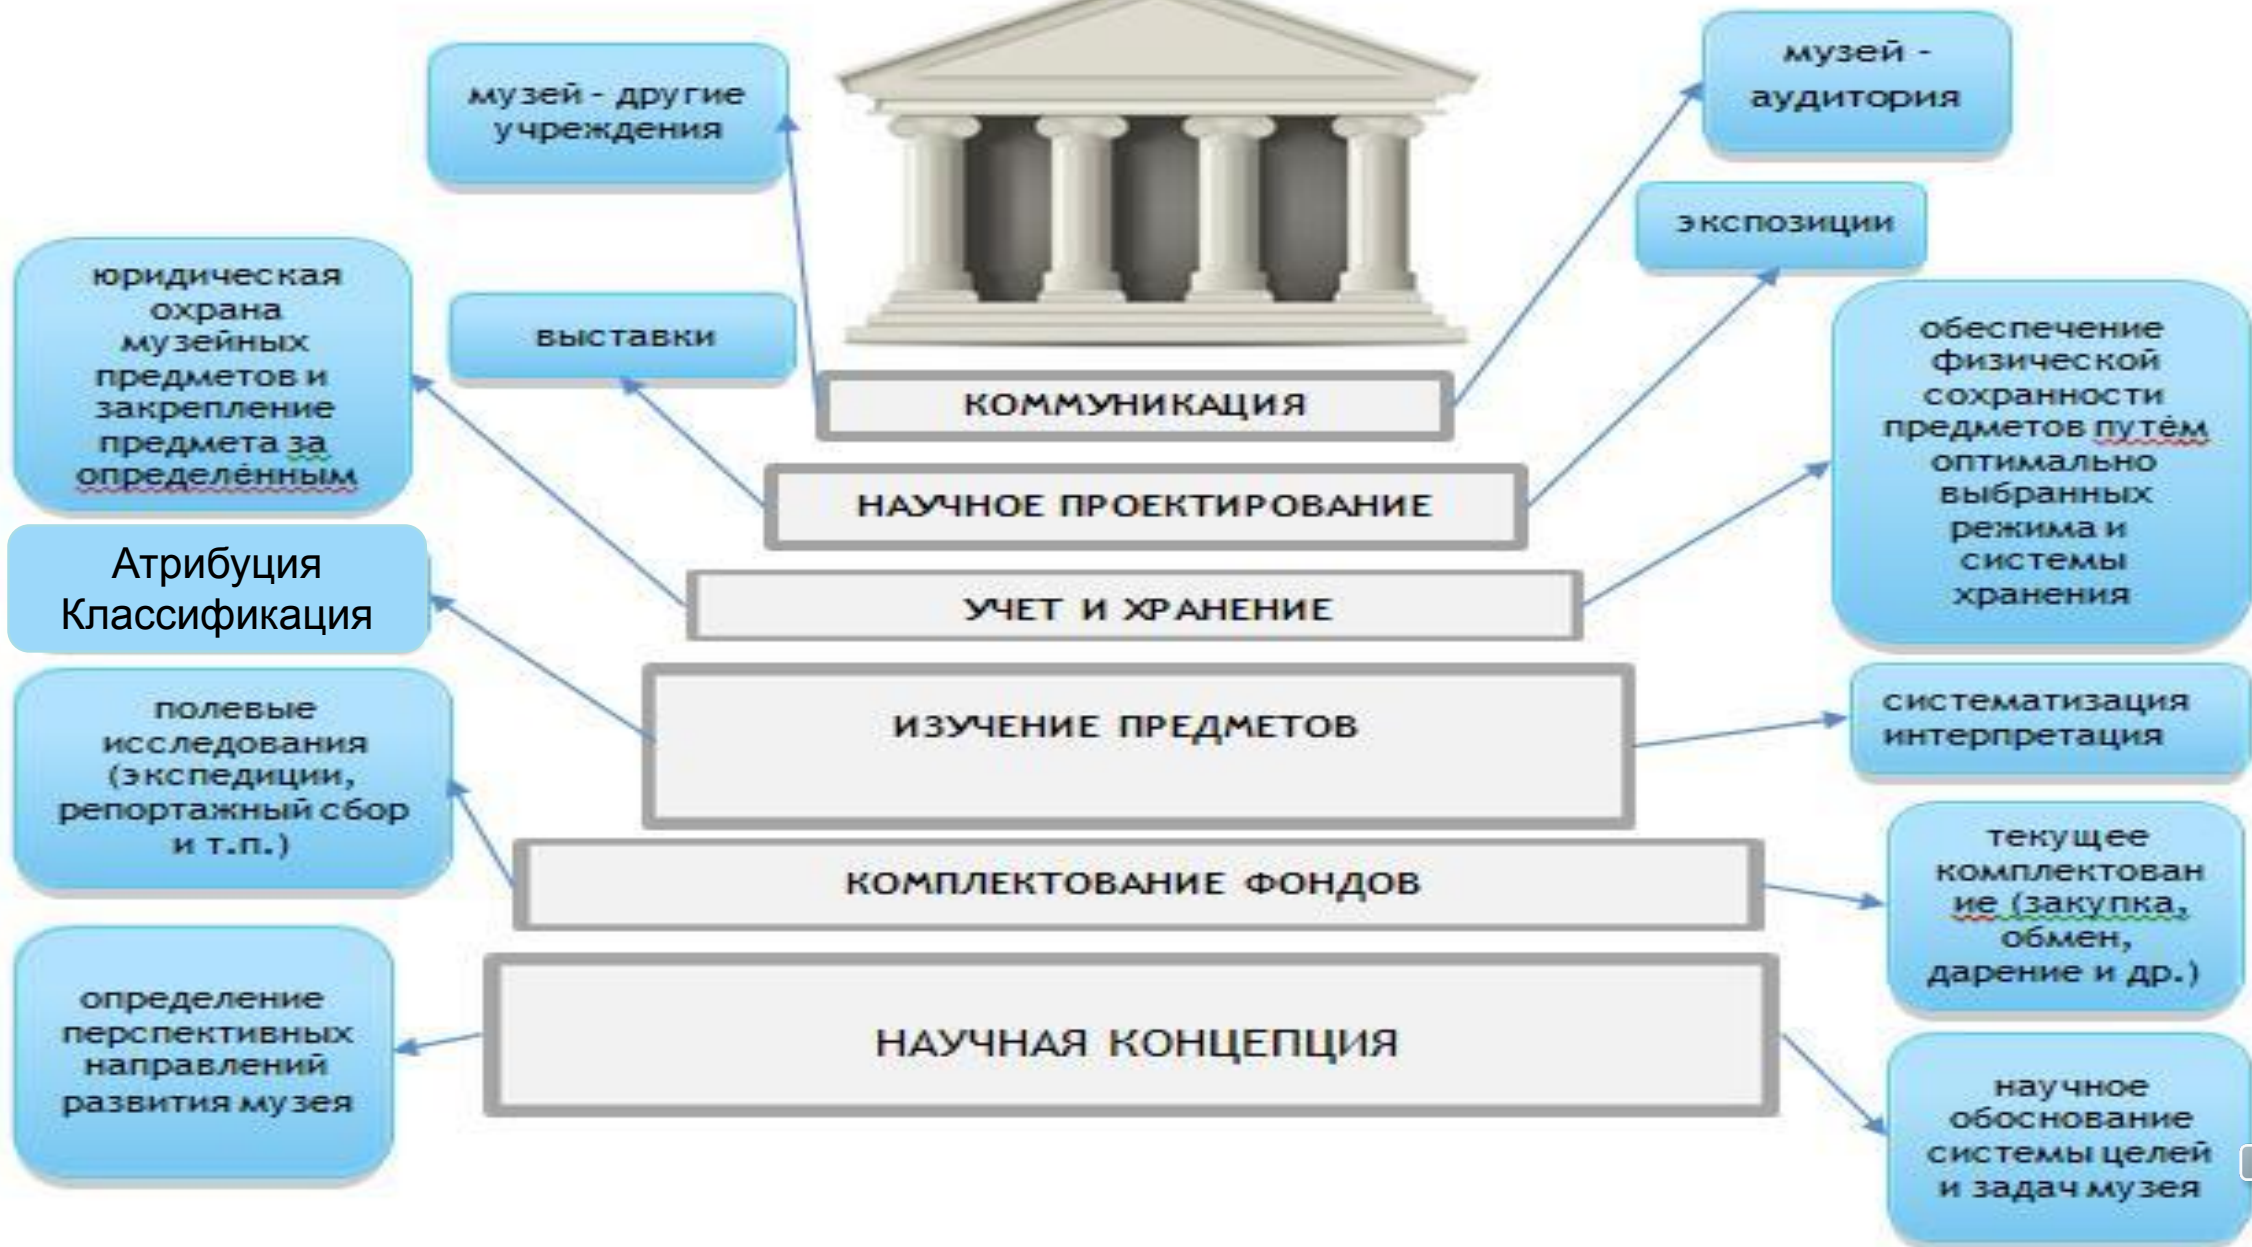 музей - другие
учреждения
музей -
аудитория
экспозиции
юридическая
охрана
музейных
предметов и
закрепление
предмета за
определённым
выставки
обеспечение
физической
сохранности
предметов путём
оптимально
выбранных
режима и
системы
хранения
КОММУНИКАЦИЯ
НАУЧНОЕ ПРОЕКТИРОВАНИЕ
УЧЕТ И ХРАНЕНИЕ
Атрибуция
Классификация
ИЗУЧЕНИЕ ПРЕДМЕТОВ
систематизация
интерпретация
полевые
исследования
(экспедиции,
репортажный сбор
и т.п.)
КОМПЛЕКТОВАНИЕ ФОНДОВ
текущее
комплектован
ие (закупка,
обмен,
дарение и др.)
определение
перспективных
направлений
развития музея
НАУЧНАЯ КОНЦЕПЦИЯ
научное
обоснование
системы целей
и задач музея